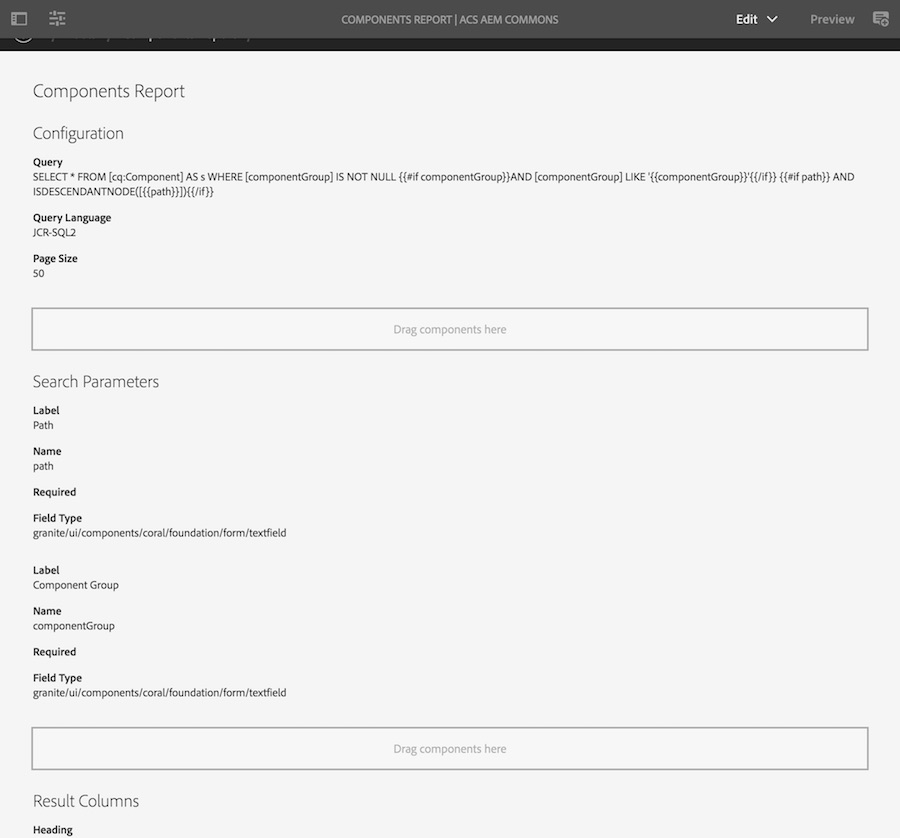 COMPONENTS REPORT | ACS AEM COMMONS
Edit
Preview
Components Report
Configuration
Query
SELECT * FROM [cq:Component] AS s WHERE [componentGroup] IS NOT NULL {{#if componentGroup}}AND [componentGroup] LIKE '{{componentGroup}}'{{/if}} {{#if path}} AND
ISDESCENDANTNODE([{{path}}]){{/if}}
Query Language
JCR-SQL2
Page Size
50
Drag components here
Search Parameters
Label
Path
Name
path
Required
Field Type
granite/ui/components/coral/foundation/form/textfield
Label
Component Group
Name
componentGroup
Required
Field Type
granite/ui/components/coral/foundation/form/textfield
Drag components here
Result Columns
Heading